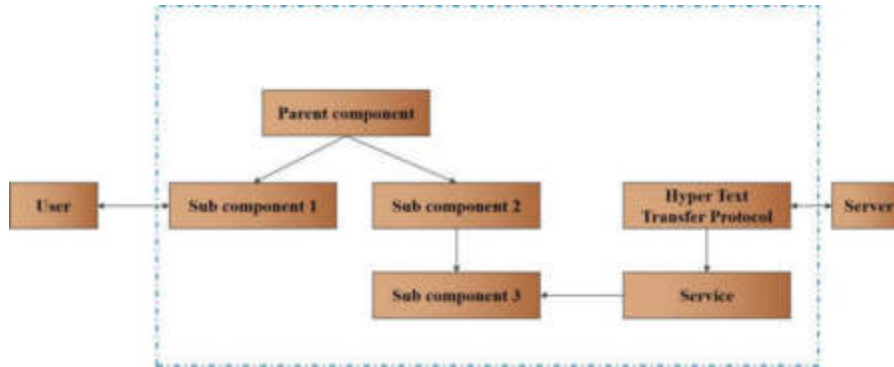 Parent component
User
Sub component 1
Sub component 2
Hyper Text
Transfer Protocol
Server
Sub component 3
Service